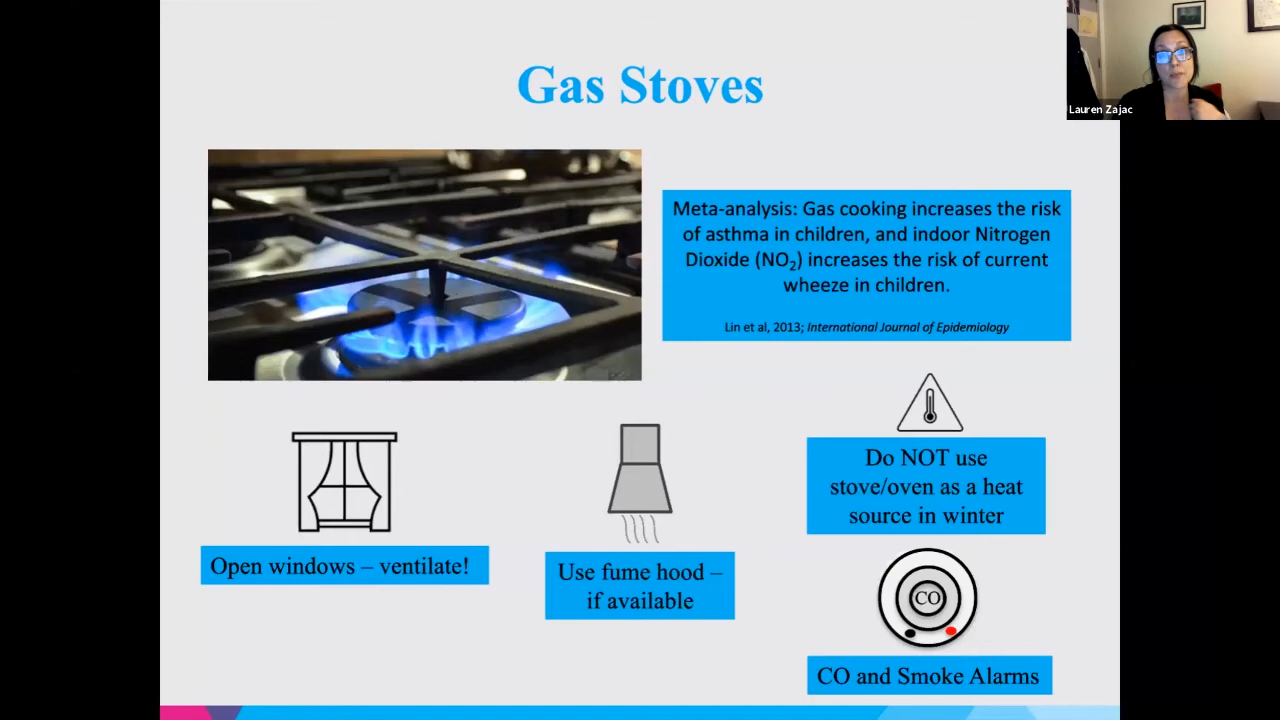 Gas Stoves
Lauren Zajac
Meta-analysis: Gas cooking increases the risk
of asthma in children, and indoor Nitrogen
Dioxide (NO₂) increases the risk of current
wheeze in children.
Lin et al, 2013; International Journal of Epidemiology
Open windows – ventilate!
Use fume hood –
if available
Do NOT use
stove/oven as a heat
source in winter
CO
CO and Smoke Alarms